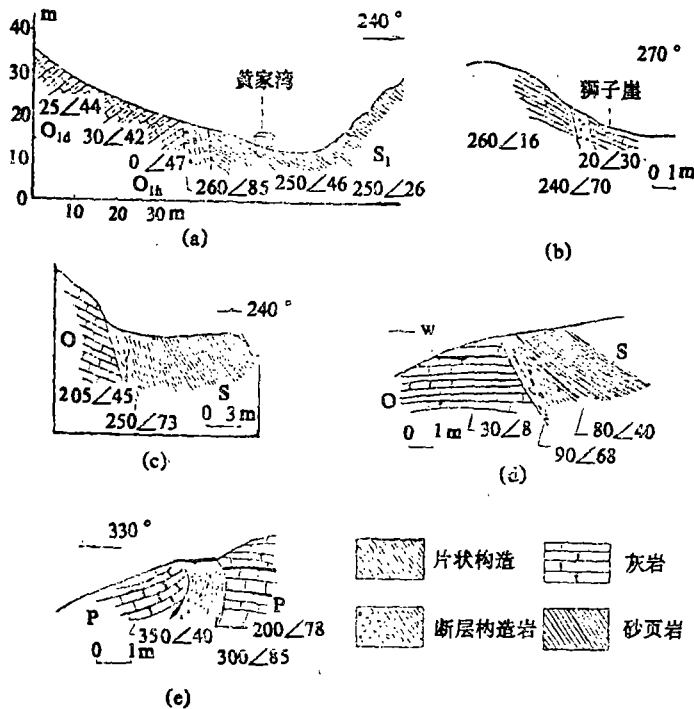 40 m
30
20
10
0
10 20 30 m
240°
黄家湾
25∠44
O₁d
30∠42
0∠47
O₁h
260∠85
250∠46
S₁
250∠26
(a)
270°
狮子崖
260∠16
20∠30
240∠70
0 1m
(b)
240°
O
205∠45
250∠73
S
0 3m
(c)
w
O
S
0 1m
30∠8
80∠40
90∠68
(d)
330°
P
P
350∠40
200∠78
0 1m
300∠85
(e)
片状构造
灰岩
断层构造岩
砂页岩